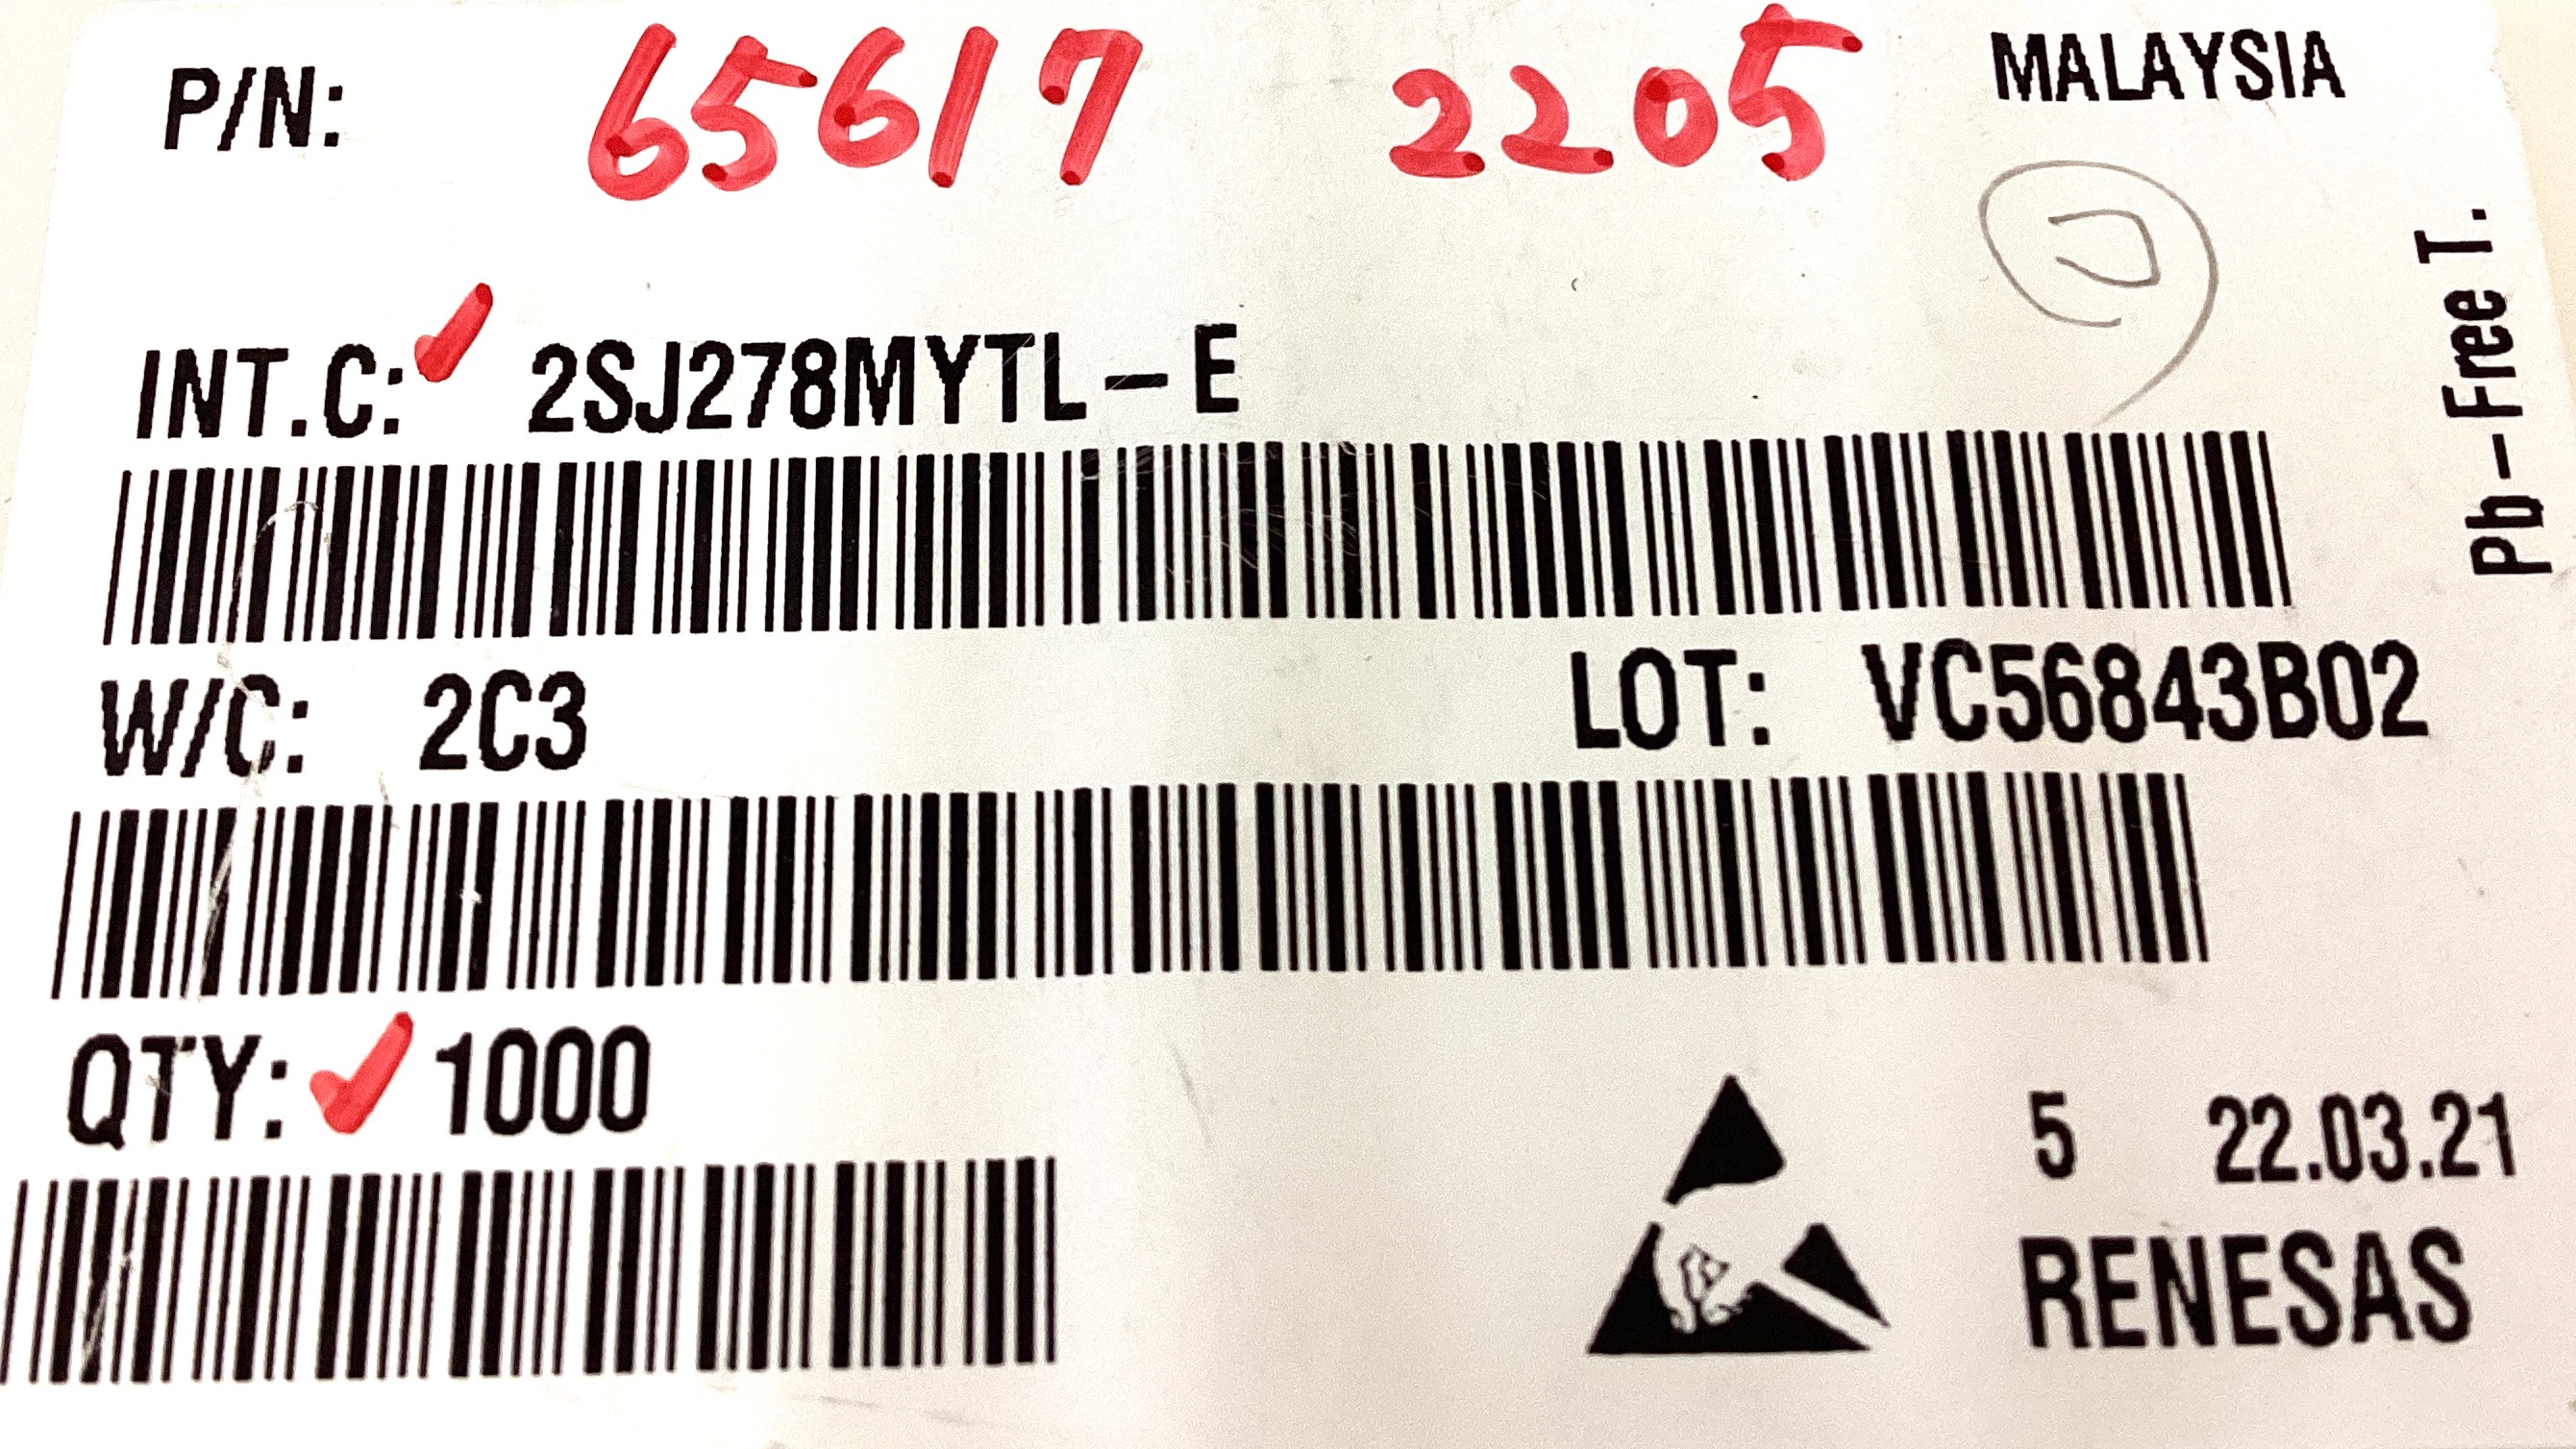 P/N: 65617 2205 MALAYSIA
Pb-Free T.
INT.C: 2SJ278MYTL-E
W/C: 2C3 LOT: VC56843B02
QTY: 1000
5 22.03.21
RENESAS